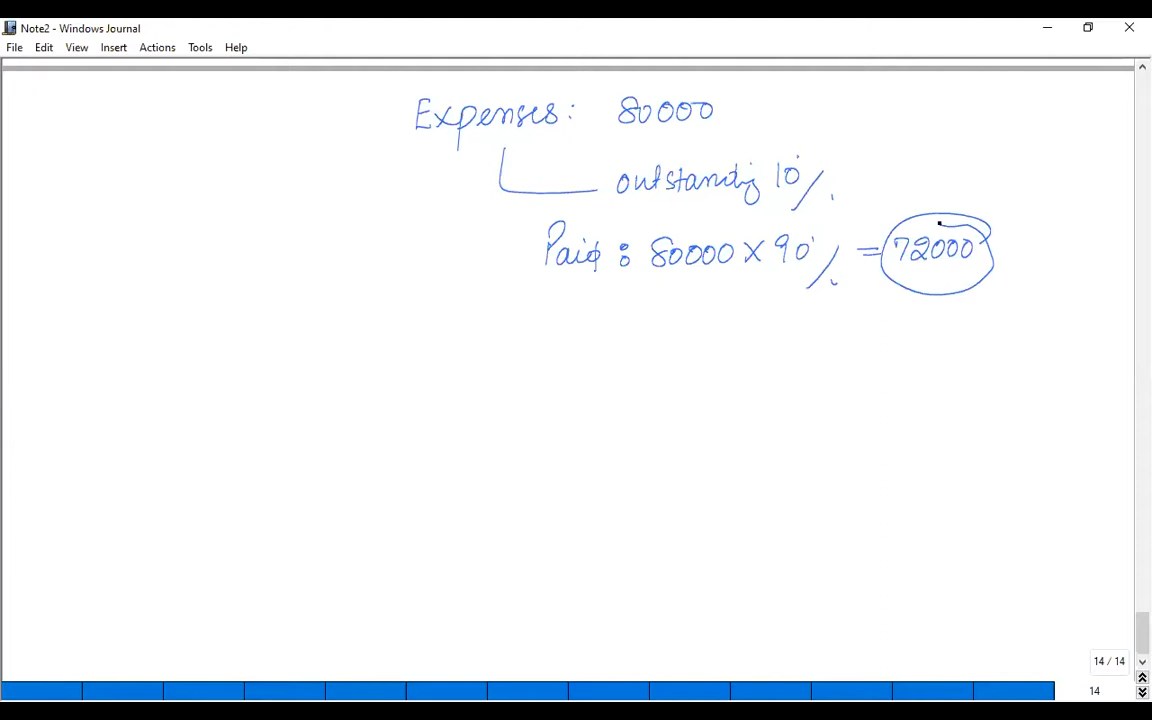 Note2 - Windows Journal
File Edit View Insert Actions Tools Help
Expenses: 80000
outstanding 10%
Paid: 80000 X 90% = 72000
14 / 14
14